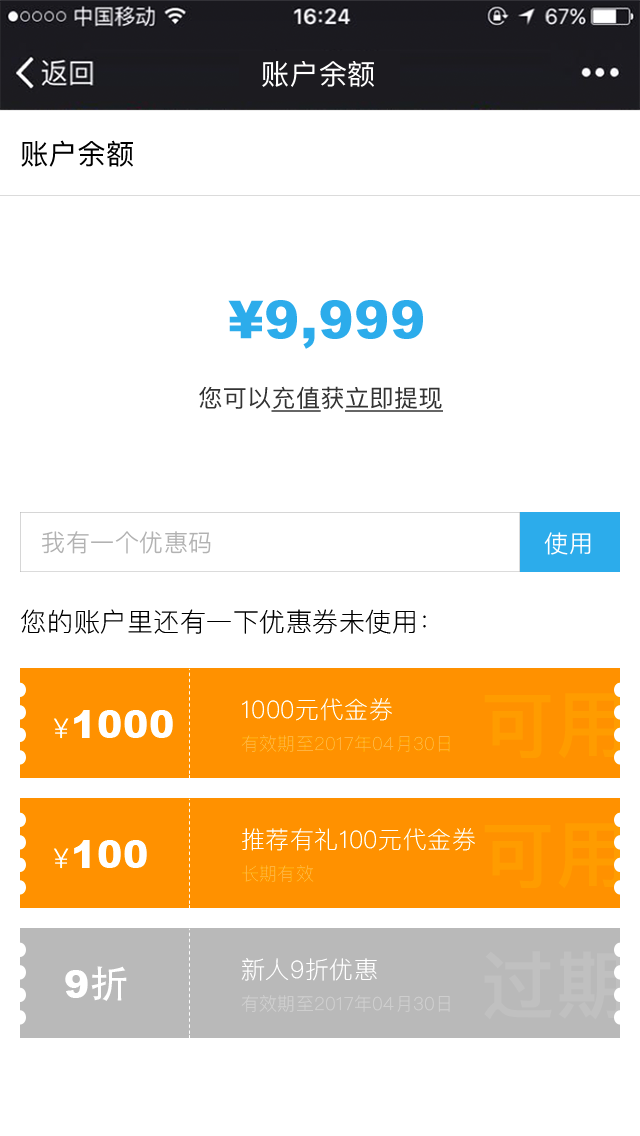 中国移动 16:24 67%
返回 账户余额
账户余额
¥9,999
您可以充值获立即提现
我有一个优惠码 使用
您的账户里还有一下优惠券未使用：
¥1000
1000元代金券
有效期至2017年04月30日
可用
¥100
推荐有礼100元代金券
长期有效
可用
9折
新人9折优惠
有效期至2017年04月30日
过期